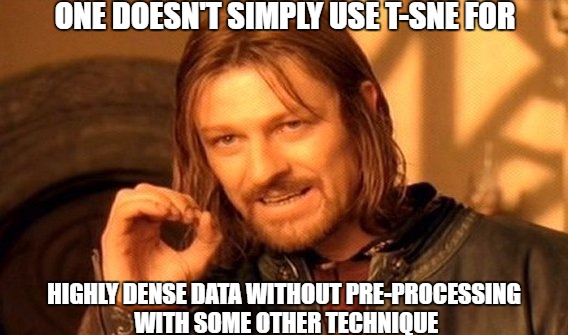 ONE DOESN'T SIMPLY USE T-SNE FOR
HIGHLY DENSE DATA WITHOUT PRE-PROCESSING
WITH SOME OTHER TECHNIQUE